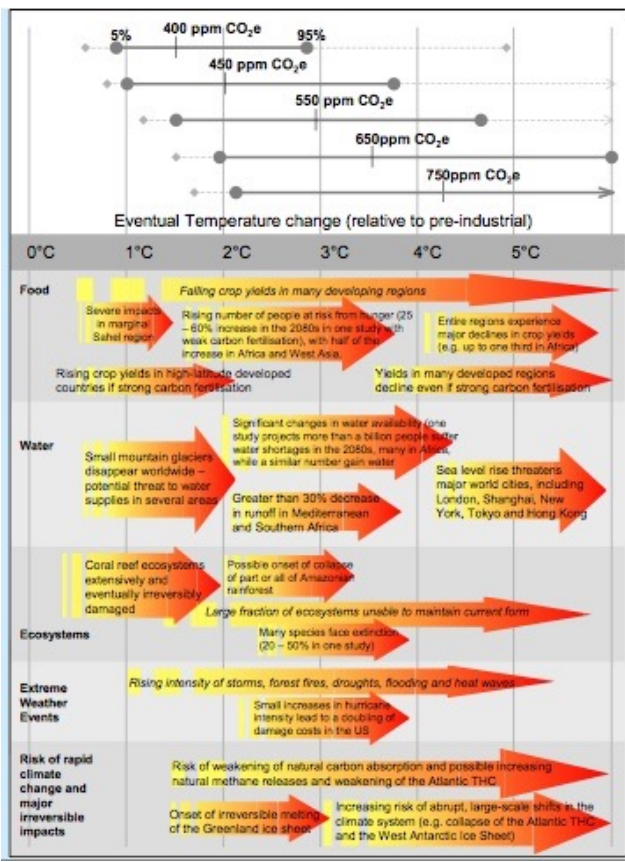 5%
400 ppm CO₂e
95%
450 ppm CO₂e
550 ppm CO₂e
650ppm CO₂e
750ppm CO₂e
Eventual Temperature change (relative to pre-industrial)
0°C 1°C 2°C 3°C 4°C 5°C
Food
Falling crop yields in many developing regions
Severe impacts
in marginal
Sahel region
Rising number of people at risk from hunger (25
– 60% increase in the 2080s in one study with
weak carbon fertilisation), with half of the
increase in Africa and West Asia.
Entire regions experience
major declines in crop yields
(e.g. up to one third in Africa)
Rising crop yields in high-latitude developed
countries if strong carbon fertilisation
Yields in many developed regions
decline even if strong carbon fertilisation
Water
Small mountain glaciers
disappear worldwide –
potential threat to water
supplies in several areas
Significant changes in water availability (one
study projects more than a billion people suffer
water shortages in the 2080s, many in Africa,
while a similar number gain water
Greater than 30% decrease
in runoff in Mediterranean
and Southern Africa
Sea level rise threatens
major world cities, including
London, Shanghai, New
York, Tokyo and Hong Kong
Ecosystems
Coral reef ecosystems
extensively and
eventually irreversibly
damaged
Possible onset of collapse
of part or all of Amazonian
rainforest
Large fraction of ecosystems unable to maintain current form
Many species face extinction
(20 – 50% in one study)
Extreme
Weather
Events
Rising intensity of storms, forest fires, droughts, flooding and heat waves
Small increases in hurricane
intensity lead to a doubling of
damage costs in the US
Risk of rapid
climate
change and
major
irreversible
impacts
Risk of weakening of natural carbon absorption and possible increasing
natural methane releases and weakening of the Atlantic THC
Onset of irreversible melting
of the Greenland ice sheet
Increasing risk of abrupt, large-scale shifts in the
climate system (e.g. collapse of the Atlantic THC
and the West Antarctic Ice Sheet)